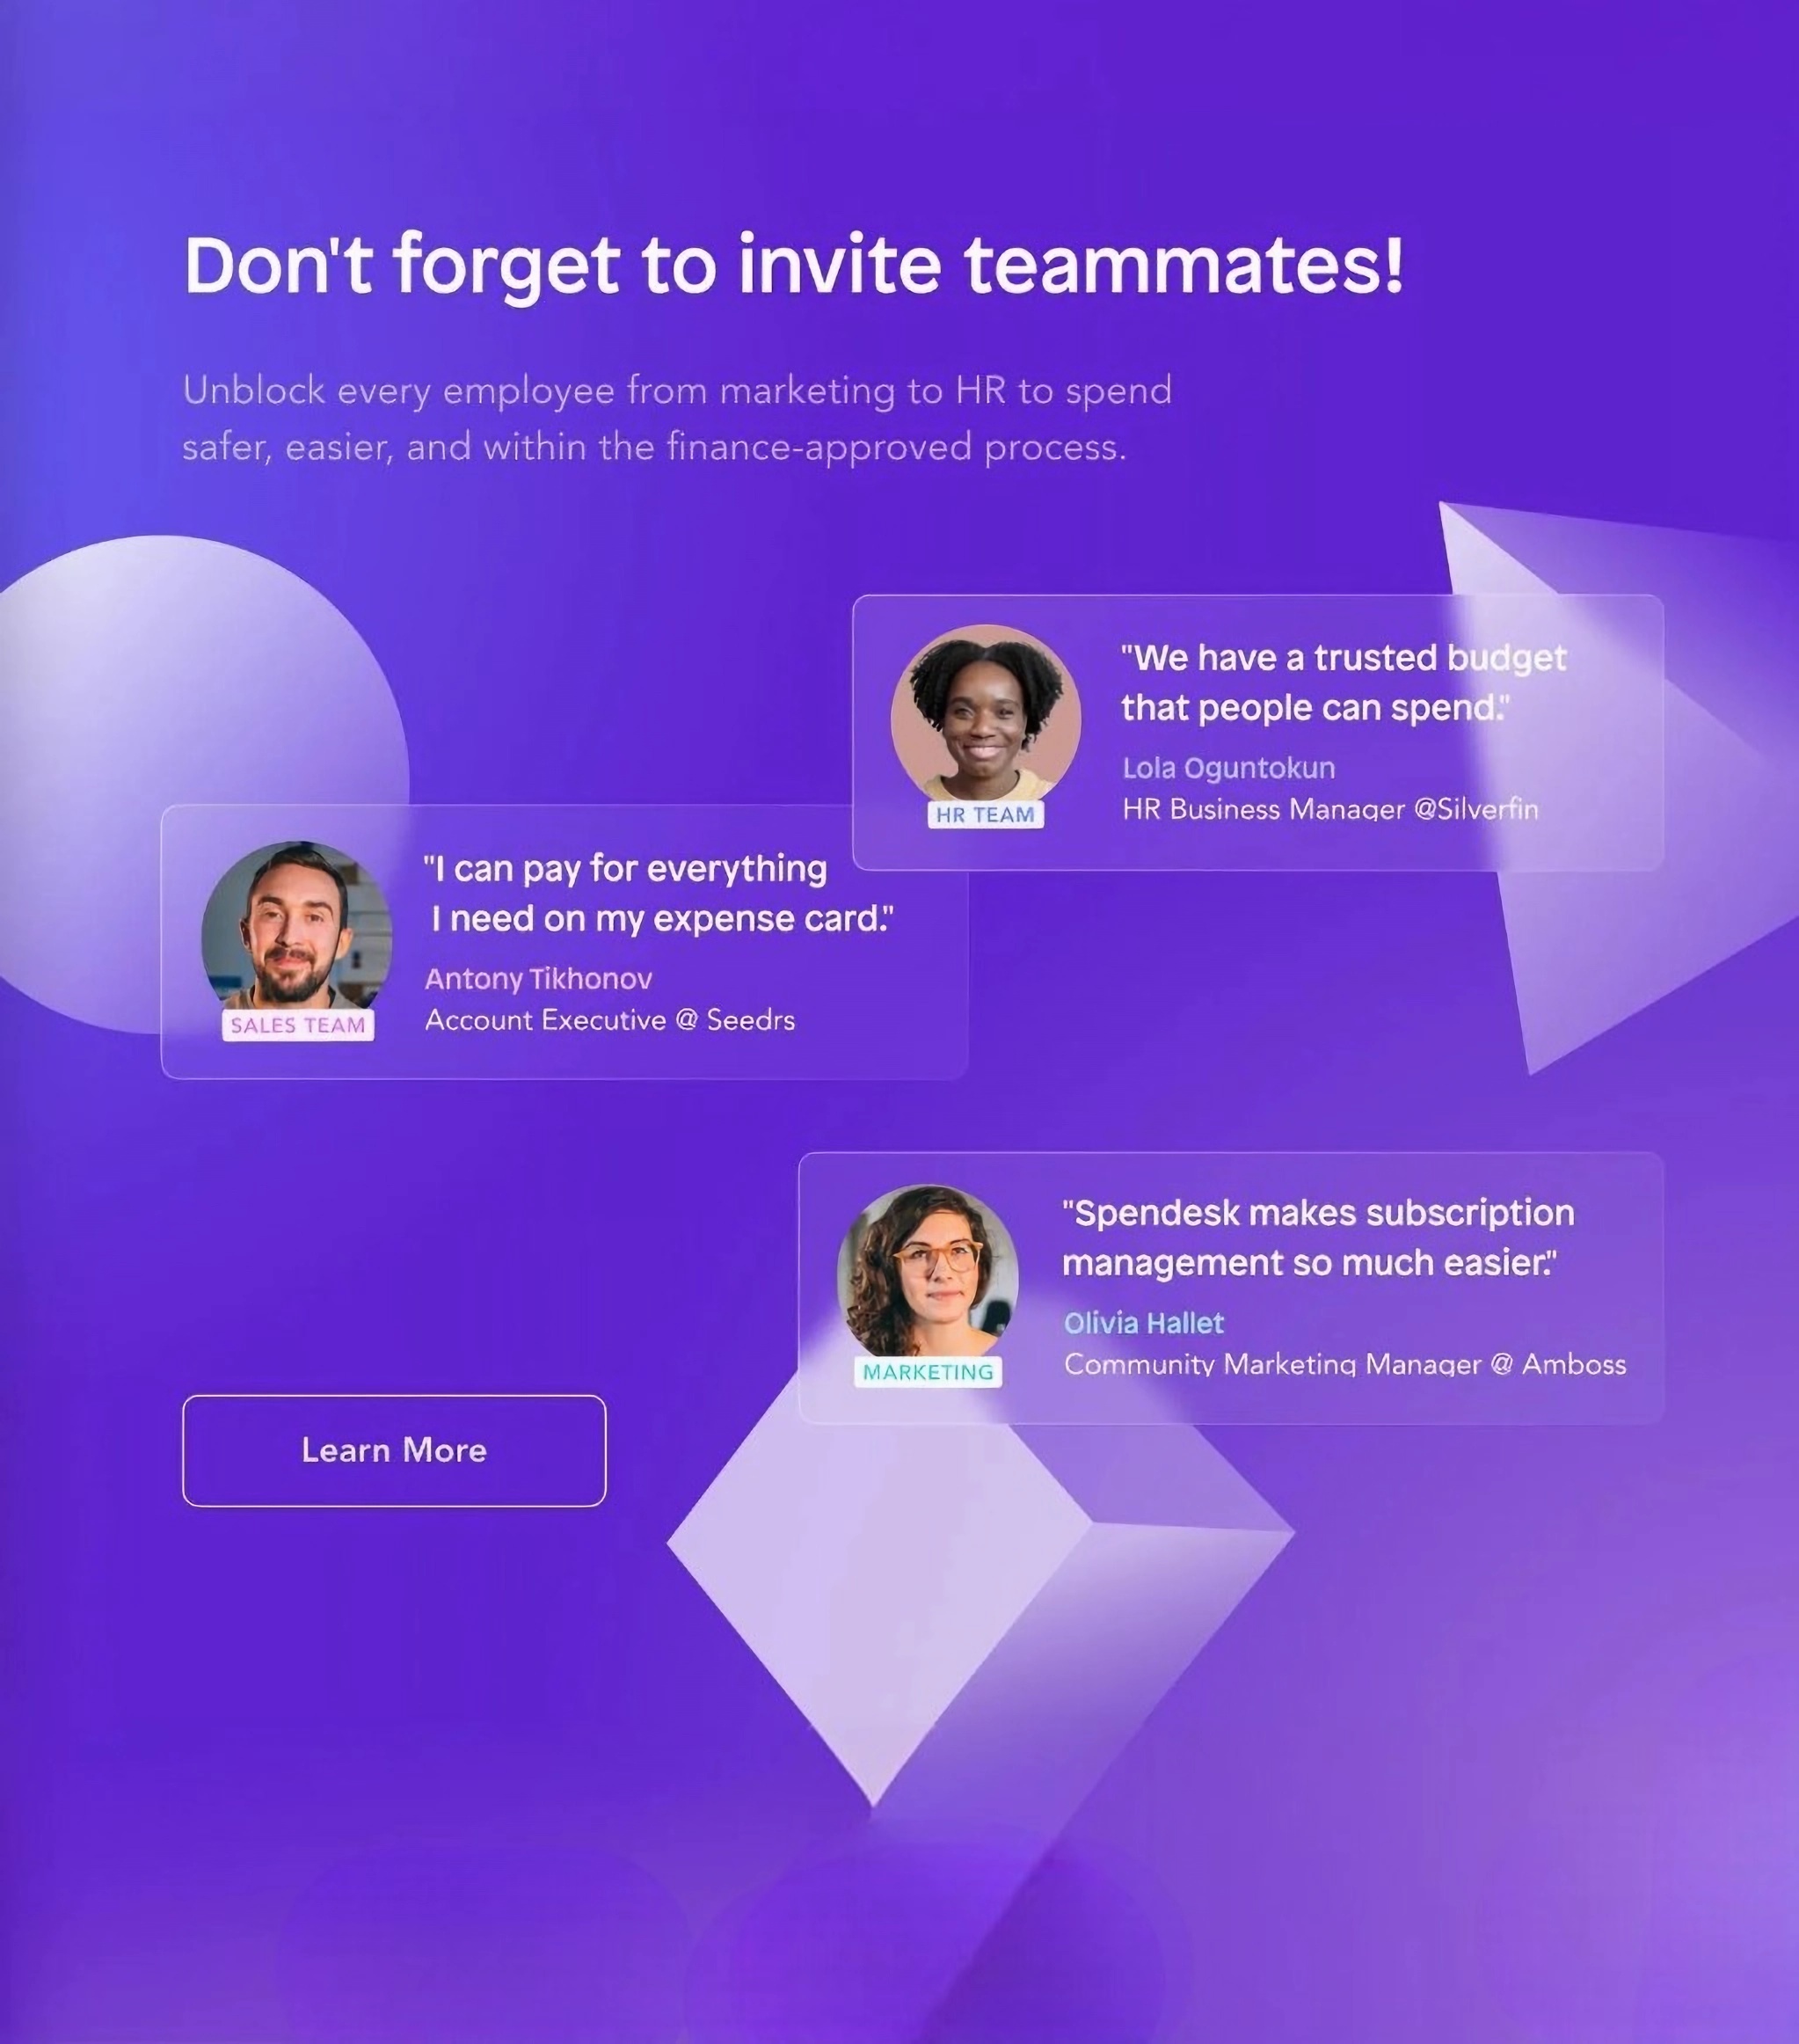 Don't forget to invite teammates!
Unblock every employee from marketing to HR to spend
safer, easier, and within the finance-approved process.
"We have a trusted budget
that people can spend."
Lola Oguntokun
HR Business Manager @Silverfin
HR TEAM
"I can pay for everything
I need on my expense card."
Antony Tikhonov
Account Executive @ Seedrs
SALES TEAM
"Spendesk makes subscription
management so much easier."
Olivia Hallet
Community Marketing Manager @ Amboss
MARKETING
Learn More